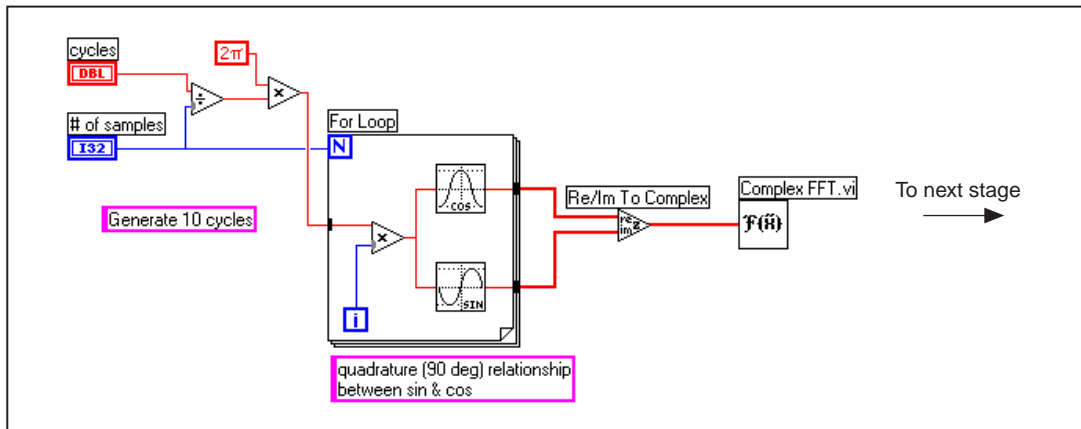 cycles
DBL
2π
÷
x
# of samples
I32
For Loop
N
Generate 10 cycles
x
COS
SIN
i
Re/Im To Complex
re
im z
Complex FFT.vi
F(x̃)
To next stage
quadrature (90 deg) relationship
between sin & cos